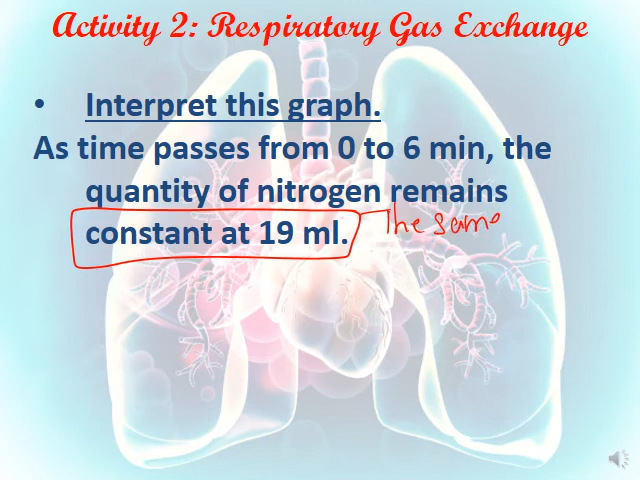 Activity 2: Respiratory Gas Exchange
• Interpret this graph.
As time passes from 0 to 6 min, the
quantity of nitrogen remains
constant at 19 ml. The same